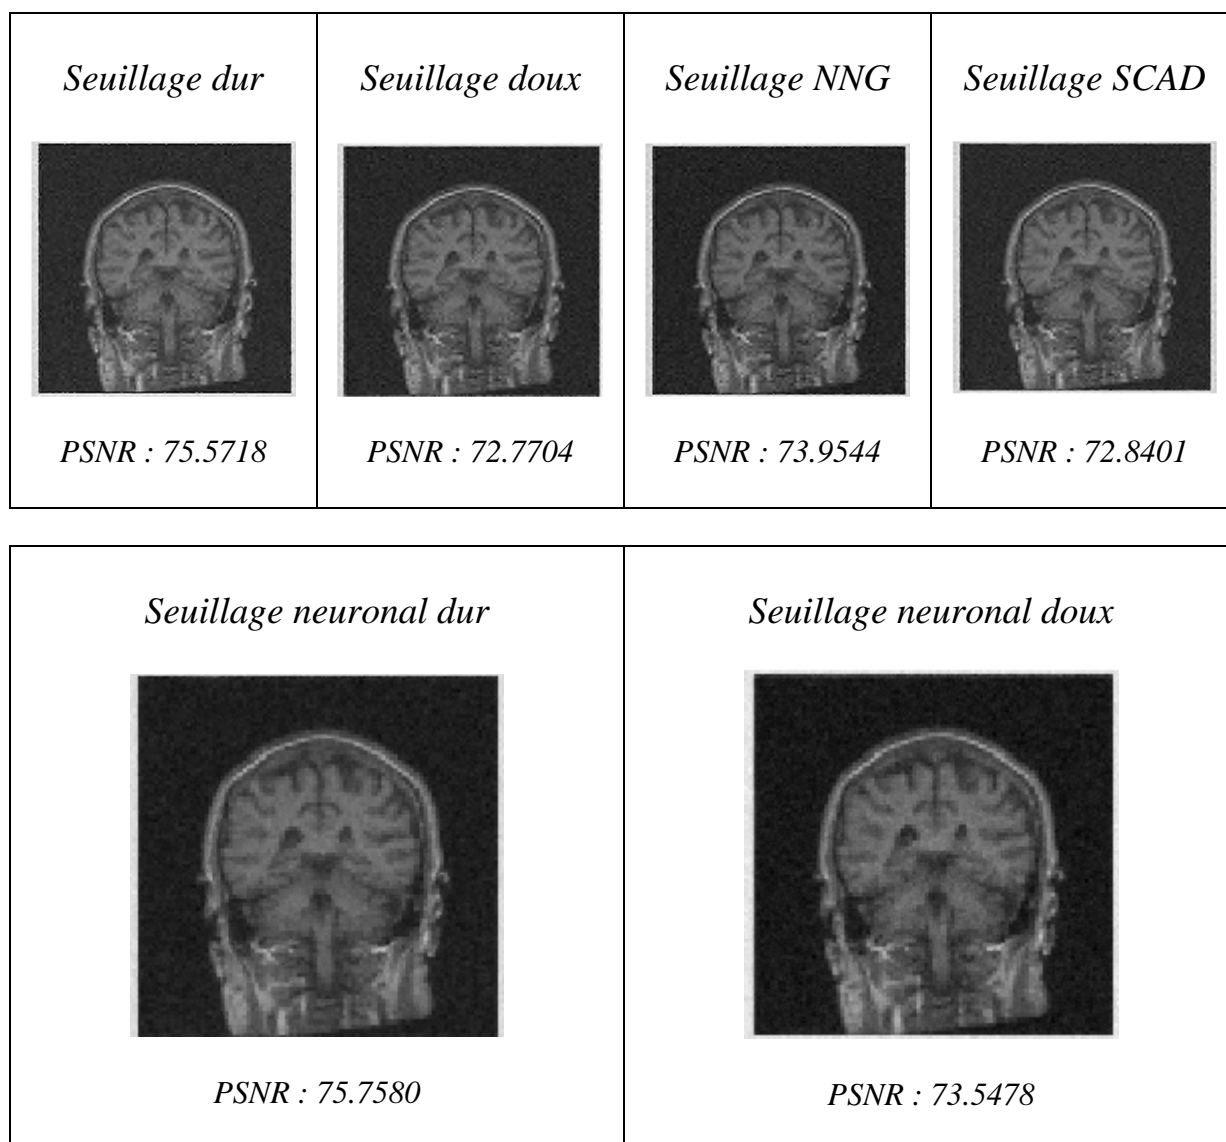 Seuillage dur
Seuillage doux
Seuillage NNG
Seuillage SCAD
PSNR : 75.5718
PSNR : 72.7704
PSNR : 73.9544
PSNR : 72.8401
Seuillage neuronal dur
Seuillage neuronal doux
PSNR : 75.7580
PSNR : 73.5478